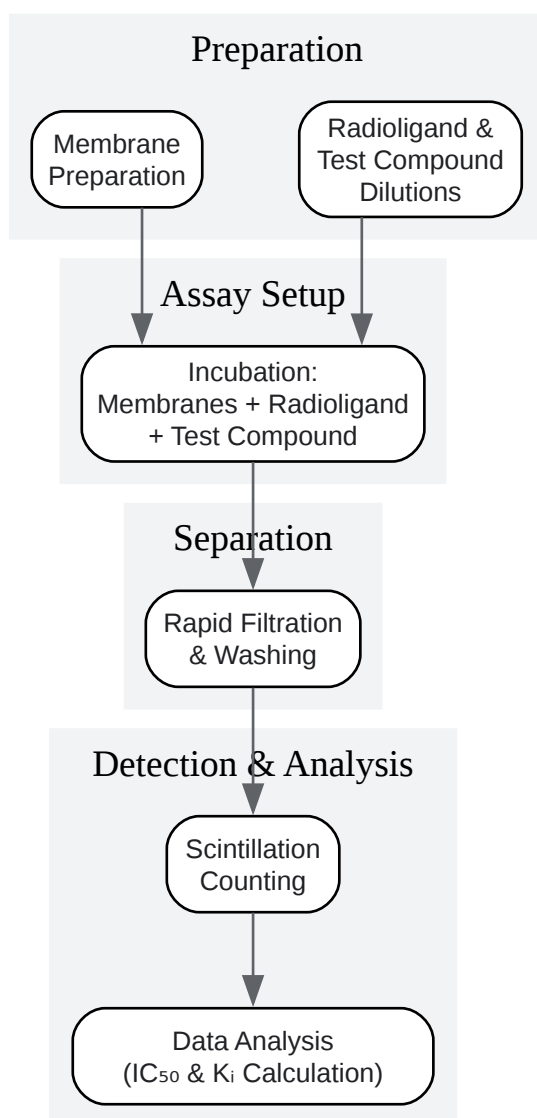 Preparation
Membrane
Preparation
Radioligand &
Test Compound
Dilutions
Assay Setup
Incubation:
Membranes + Radioligand
+ Test Compound
Separation
Rapid Filtration
& Washing
Detection & Analysis
Scintillation
Counting
Data Analysis
(IC₅₀ & Kᵢ Calculation)